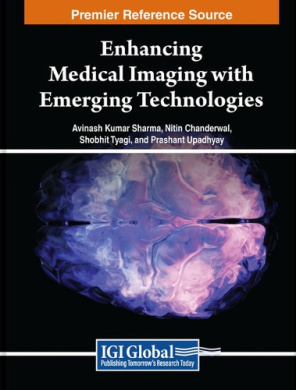 Premier Reference Source
Enhancing
Medical Imaging with
Emerging Technologies
Avinash Kumar Sharma, Nitin Chanderwal,
Shobhit Tyagi, and Prashant Upadhyay
IGI Global
Publishing Tomorrow's Research Today